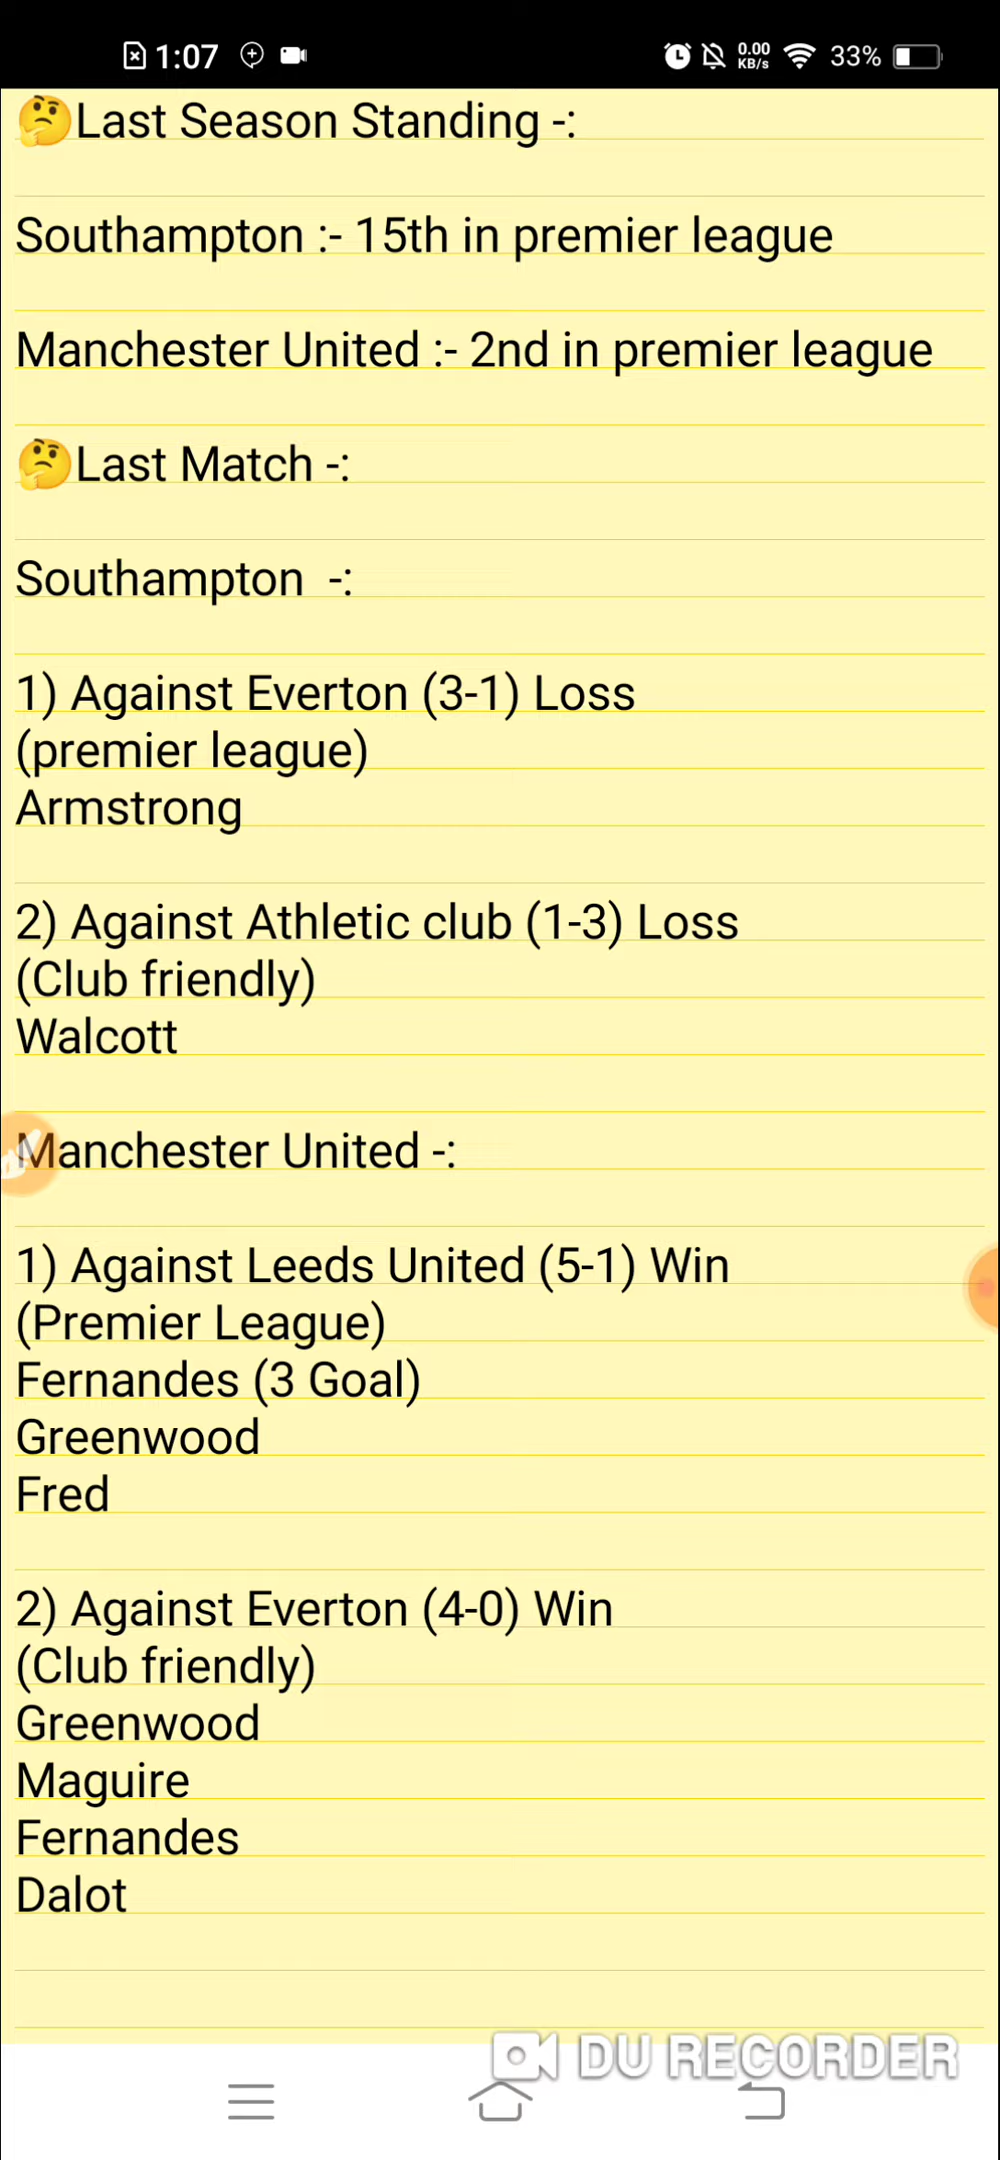 1:07 0.00 KB/s 33%
🤔Last Season Standing -:
Southampton :- 15th in premier league
Manchester United :- 2nd in premier league
🤔Last Match -:
Southampton -:
1) Against Everton (3-1) Loss
(premier league)
Armstrong
2) Against Athletic club (1-3) Loss
(Club friendly)
Walcott
Manchester United -:
1) Against Leeds United (5-1) Win
(Premier League)
Fernandes (3 Goal)
Greenwood
Fred
2) Against Everton (4-0) Win
(Club friendly)
Greenwood
Maguire
Fernandes
Dalot
DU RECORDER